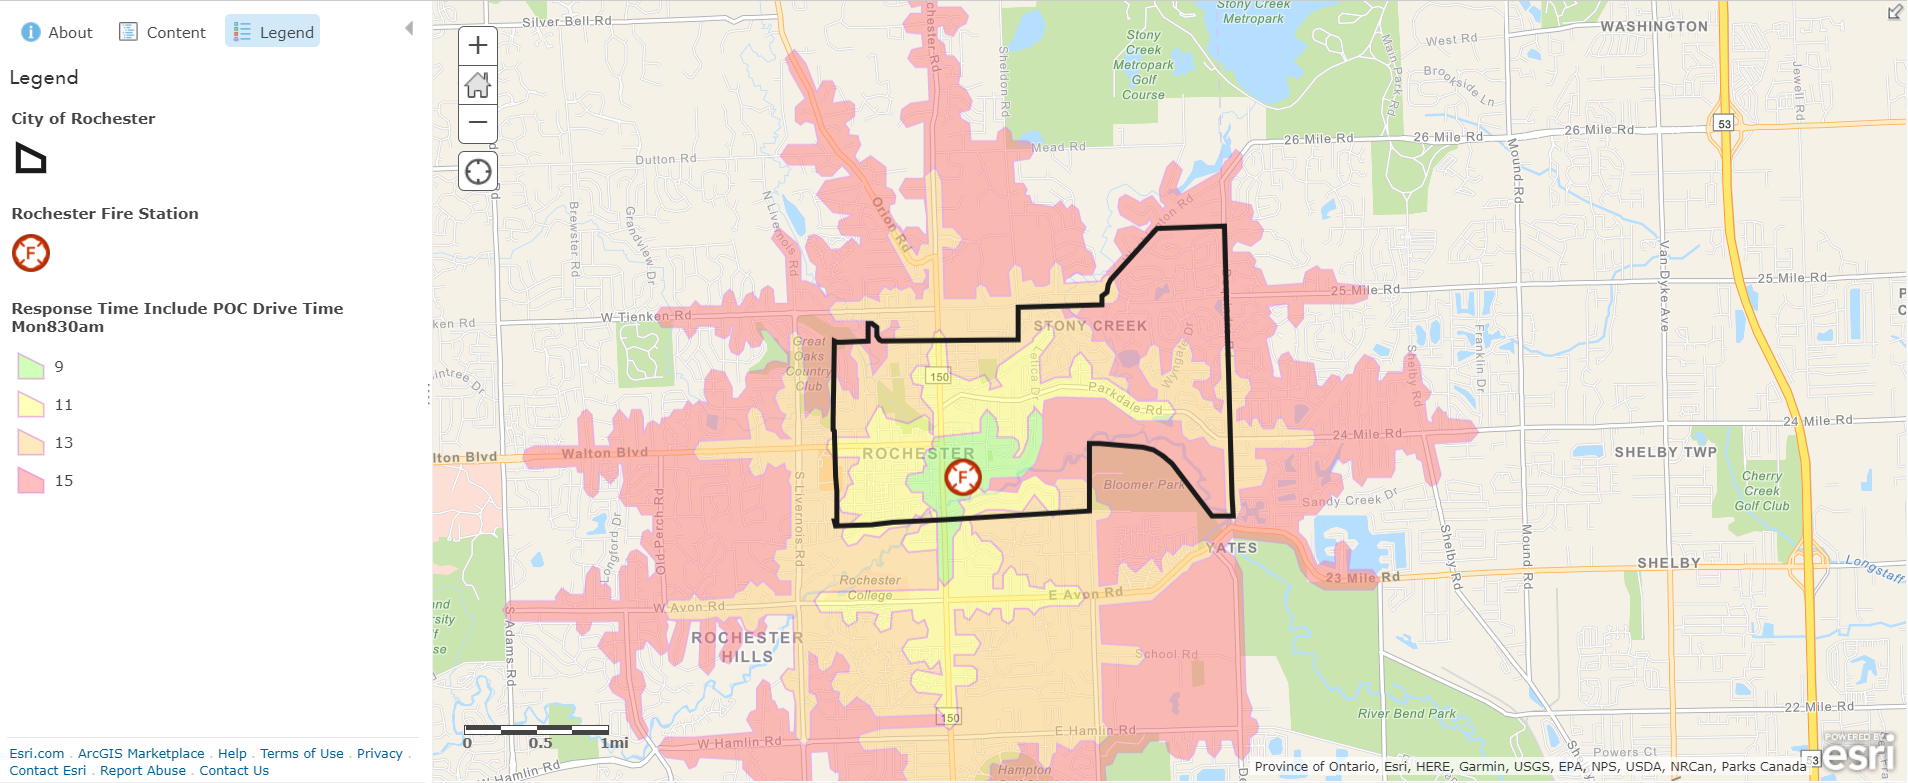 About
Content
Legend
Legend
City of Rochester
Rochester Fire Station
F
Response Time Include POC Drive Time
Mon830am
9
11
13
15
Esri.com . ArcGIS Marketplace . Help . Terms of Use . Privacy .
Contact Esri . Report Abuse . Contact Us
Silver Bell Rd
Stony Creek
Metropark
WASHINGTON
West Rd
Stony
Creek
Metropark
Golf
Course
Sheldon Rd
Main Park Rd
Brookside Ln
Jewell Rd
53
26 Mile Rd
26 Mile Rd
26 Mile Rd
Mead Rd
Dutton Rd
Mound Rd
N Livernois Rd
Brewster Rd
Grandview Dr
Orion Rd
Van Dyke Ave
25 Mile Rd
25 Mile Rd
W Tienken Rd
ken Rd
STONY CREEK
Great
Oaks
Country
Club
Letica Dr
Wyngate Dr
Franklin Dr
Shelby Rd
150
Parkdale Rd
24 Mile Rd
24 Mile Rd
lton Blvd
Walton Blvd
ROCHESTER
F
SHELBY TWP
Bloomer Park
Cherry
Creek
Golf Club
Sandy Creek Dr
S Livernois Rd
Old Perch Rd
Longford Dr
YATES
Shelby Rd
Mound Rd
SHELBY
Longstaff
Rochester
College
23 Mile Rd
E Avon Rd
W Avon Rd
S Adams Rd
ROCHESTER
HILLS
School Rd
150
River Bend Park
22 Mile Rd
E Hamlin Rd
W Hamlin Rd
W Hamlin Rd
0 0.5 1mi
Powers Ct
Hampton
53
POWERED BY
esri
Province of Ontario, Esri, HERE, Garmin, USGS, EPA, NPS, USDA, NRCan, Parks Canada